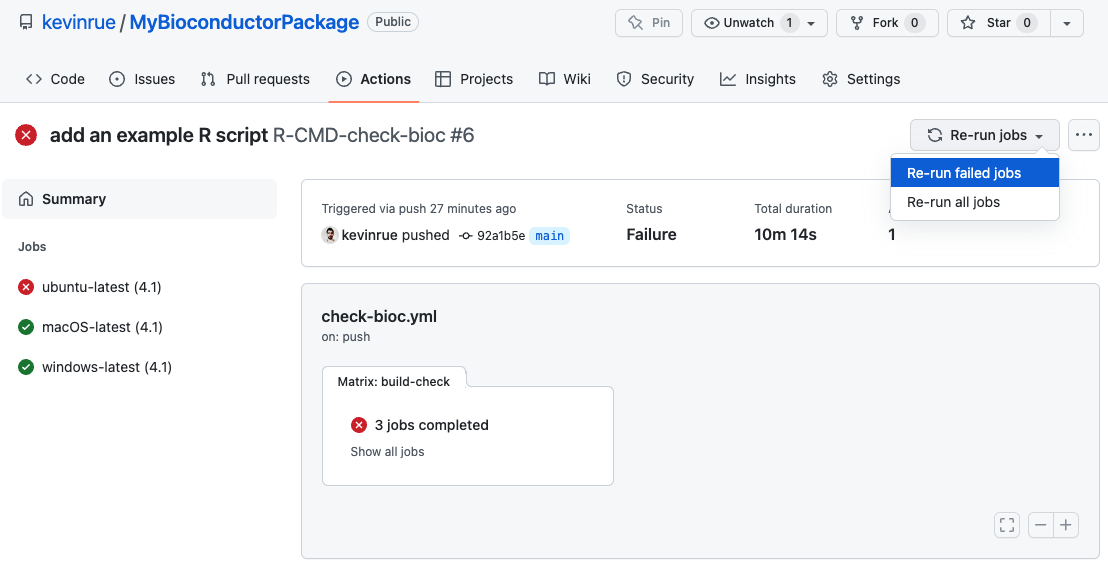 kevinrue / MyBioconductorPackage Public
Pin
Unwatch 1
Fork 0
Star 0
Code
Issues
Pull requests
Actions
Projects
Wiki
Security
Insights
Settings
add an example R script R-CMD-check-bioc #6
Re-run jobs
Re-run failed jobs
Re-run all jobs
Summary
Jobs
ubuntu-latest (4.1)
macOS-latest (4.1)
windows-latest (4.1)
Triggered via push 27 minutes ago
kevinrue pushed 92a1b5e main
Status
Failure
Total duration
10m 14s
1
check-bioc.yml
on: push
Matrix: build-check
3 jobs completed
Show all jobs